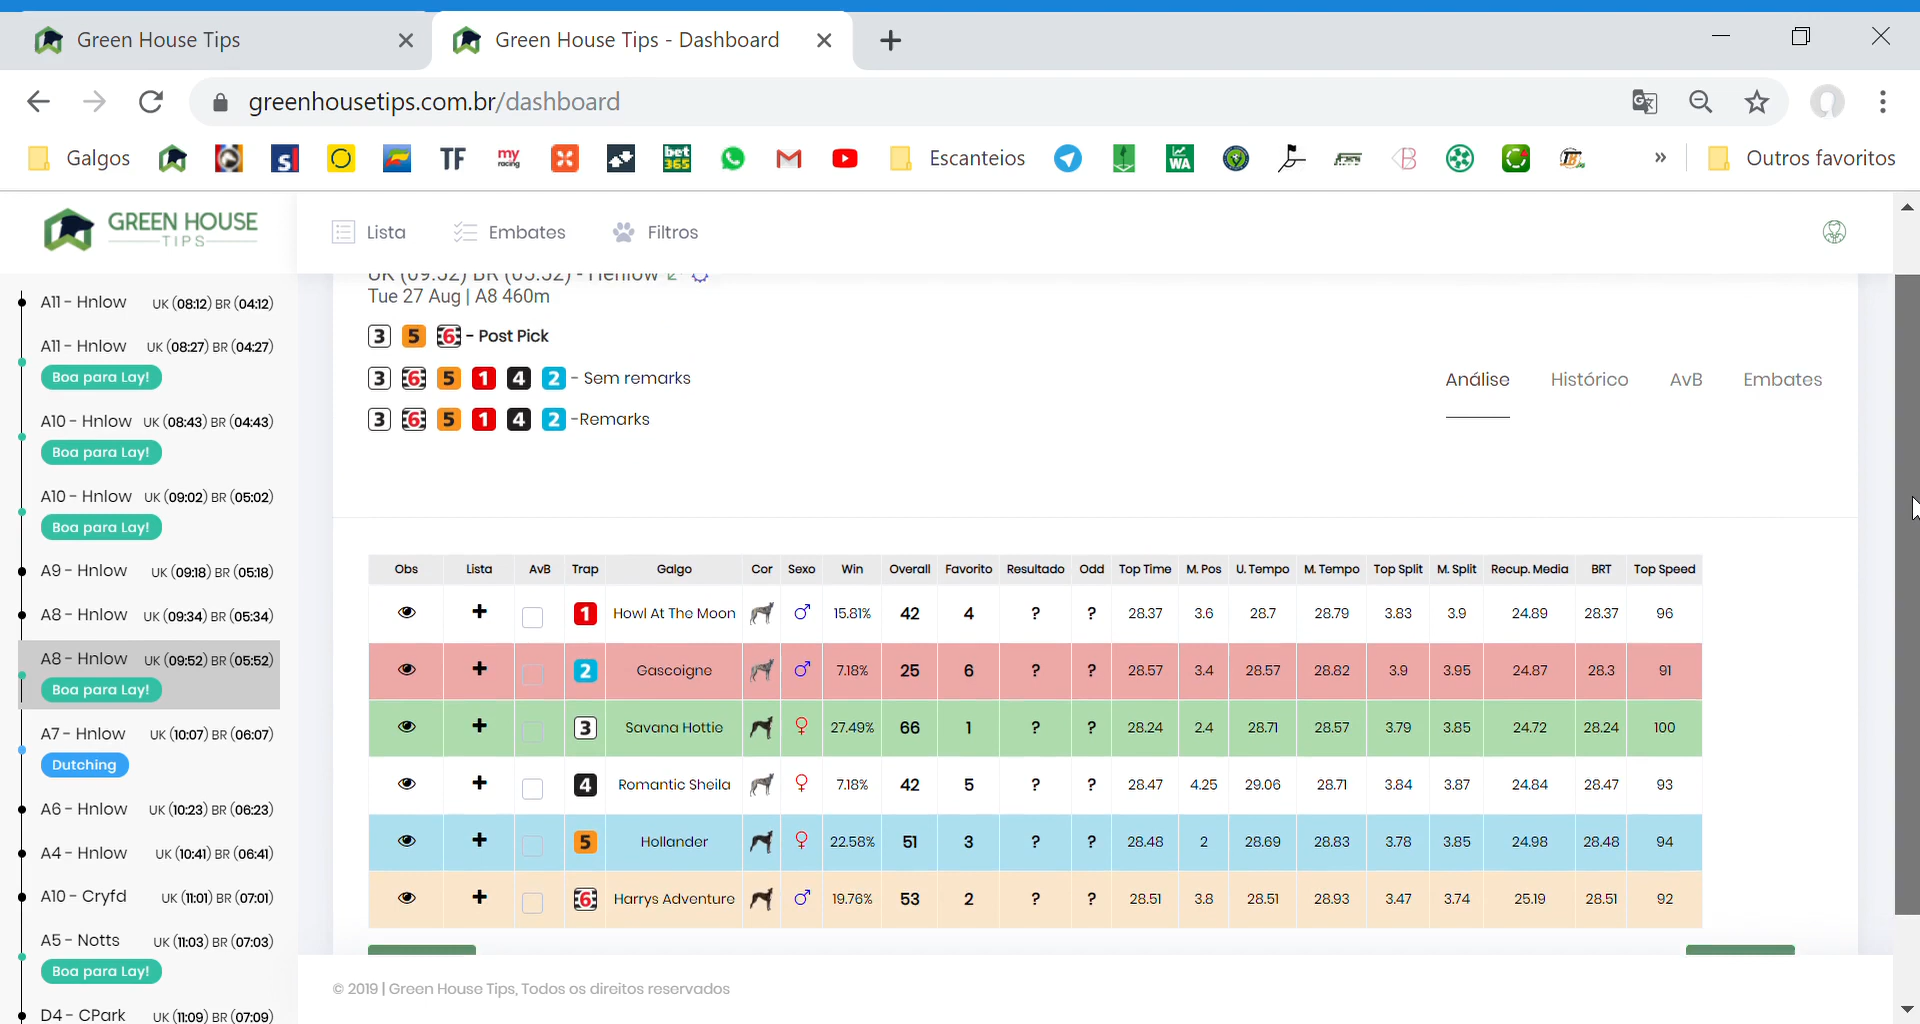 Green House Tips
Green House Tips - Dashboard
greenhousetips.com.br/dashboard
Galgos
TF
my racing
bet365
WA
Escanteios
»
Outros favoritos
GREEN HOUSE
TIPS
Lista
Embates
Filtros
A11 - Hnlow UK (08:12) BR (04:12)
A11 - Hnlow UK (08:27) BR (04:27)
Boa para Lay!
A10 - Hnlow UK (08:43) BR (04:43)
Boa para Lay!
A10 - Hnlow UK (09:02) BR (05:02)
Boa para Lay!
A9 - Hnlow UK (09:18) BR (05:18)
A8 - Hnlow UK (09:34) BR (05:34)
A8 - Hnlow UK (09:52) BR (05:52)
Boa para Lay!
A7 - Hnlow UK (10:07) BR (06:07)
Dutching
A6 - Hnlow UK (10:23) BR (06:23)
A4 - Hnlow UK (10:41) BR (06:41)
A10 - Cryfd UK (11:01) BR (07:01)
A5 - Notts UK (11:03) BR (07:03)
Boa para Lay!
D4 - CPark UK (11:09) BR (07:09)
UK (09:52) BR (05:52) - Henlow
Tue 27 Aug | A8 460m
3 5 6 - Post Pick
3 6 5 1 4 2 - Sem remarks
3 6 5 1 4 2 -Remarks
Análise Histórico AvB Embates
Obs Lista AvB Trap Galgo Cor Sexo Win Overall Favorito Resultado Odd Top Time M. Pos U. Tempo M. Tempo Top Split M. Split Recup. Media BRT Top Speed
1 Howl At The Moon ♂ 15.81% 42 4 ? ? 28.37 3.6 28.7 28.79 3.83 3.9 24.89 28.37 96
2 Gascoigne ♂ 7.18% 25 6 ? ? 28.57 3.4 28.57 28.82 3.9 3.95 24.87 28.3 91
3 Savana Hottie ♀ 27.49% 66 1 ? ? 28.24 2.4 28.71 28.57 3.79 3.85 24.72 28.24 100
4 Romantic Sheila ♀ 7.18% 42 5 ? ? 28.47 4.25 29.06 28.71 3.84 3.87 24.84 28.47 93
5 Hollander ♀ 22.58% 51 3 ? ? 28.48 2 28.69 28.83 3.78 3.85 24.98 28.48 94
6 Harrys Adventure ♂ 19.76% 53 2 ? ? 28.51 3.8 28.51 28.93 3.47 3.74 25.19 28.51 92
© 2019 | Green House Tips, Todos os direitos reservados